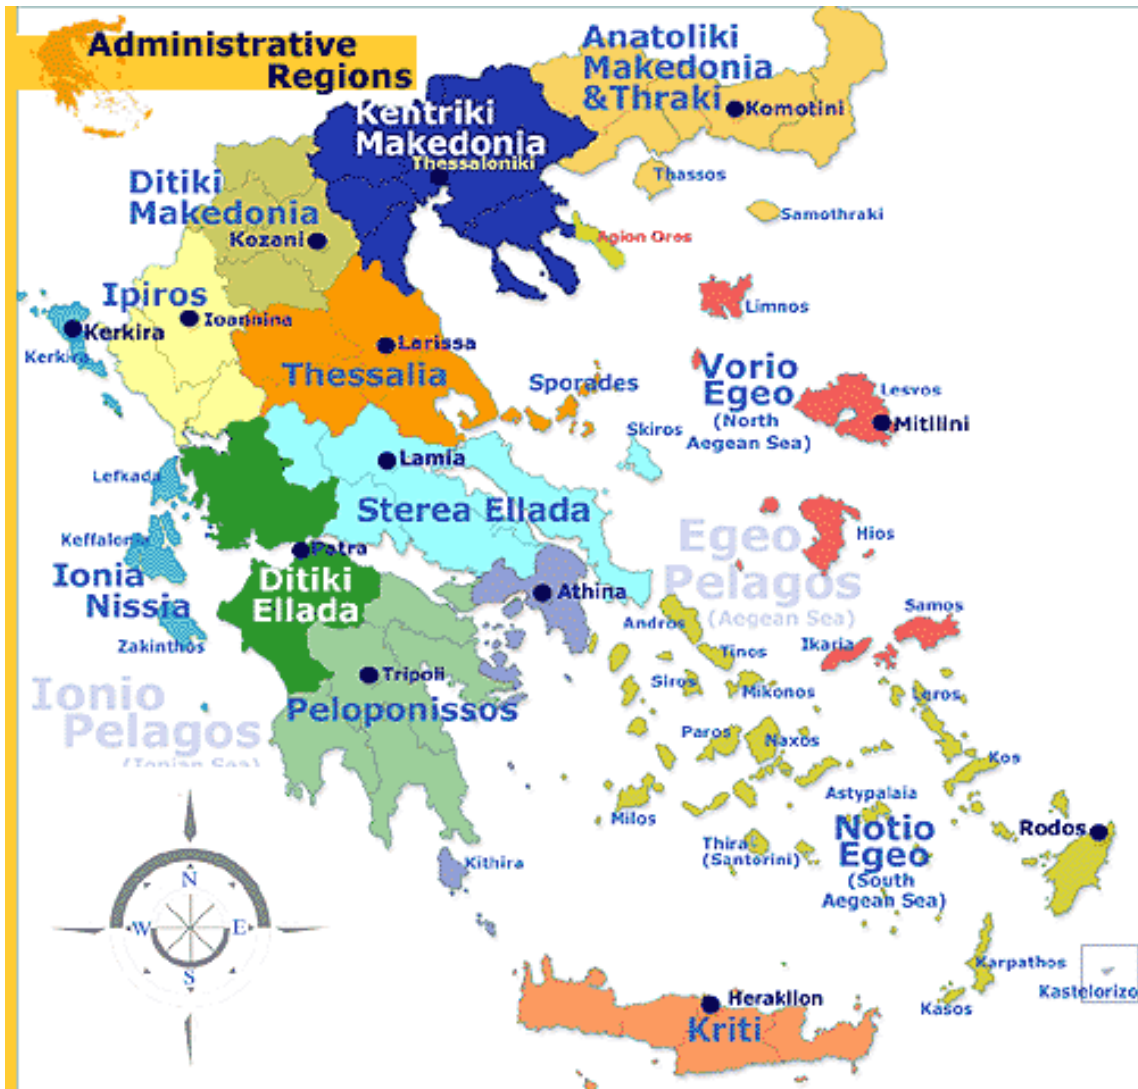 Administrative
Regions
Anatoliki
Makedonia
&Thraki
Komotini
Kentriki
Makedonia
Thessaloniki
Thassos
Samothraki
Ditiki
Makedonia
Kozani
Agion Oros
Ipiros
Ioannina
Kerkira
Kerkira
Limnos
Larissa
Thessalia
Sporades
Vorio
Egeo
(North
Aegean Sea)
Lesvos
Mitilini
Skiros
Lamia
Lefkada
Sterea Ellada
Keffalonia
Patra
Egeo
Pelagos
(Aegean Sea)
Hios
Ionia
Nissia
Ditiki
Ellada
Athina
Zakinthos
Andros
Tinos
Samos
Ikaria
Tripoli
Siros
Mikonos
Leros
Peloponissos
Ionio
Pelagos
(Ionian Sea)
Paros
Naxos
Kos
Milos
Astypalaia
Notio
Egeo
(South
Aegean Sea)
Rodos
Thira
(Santorini)
Kithira
N
W
E
S
Karpathos
Kastelorizo
Kasos
Heraklion
Kriti